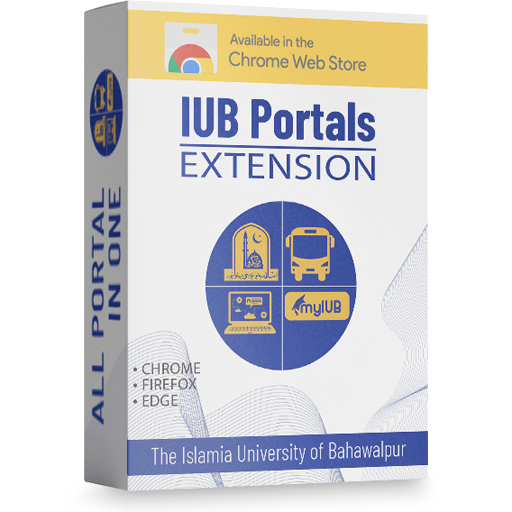 Available in the
Chrome Web Store
IUB Portals
EXTENSION
myIUB
• CHROME
• FIREFOX
• EDGE
The Islamia University of Bahawalpur
ALL PORTAL
IN ONE